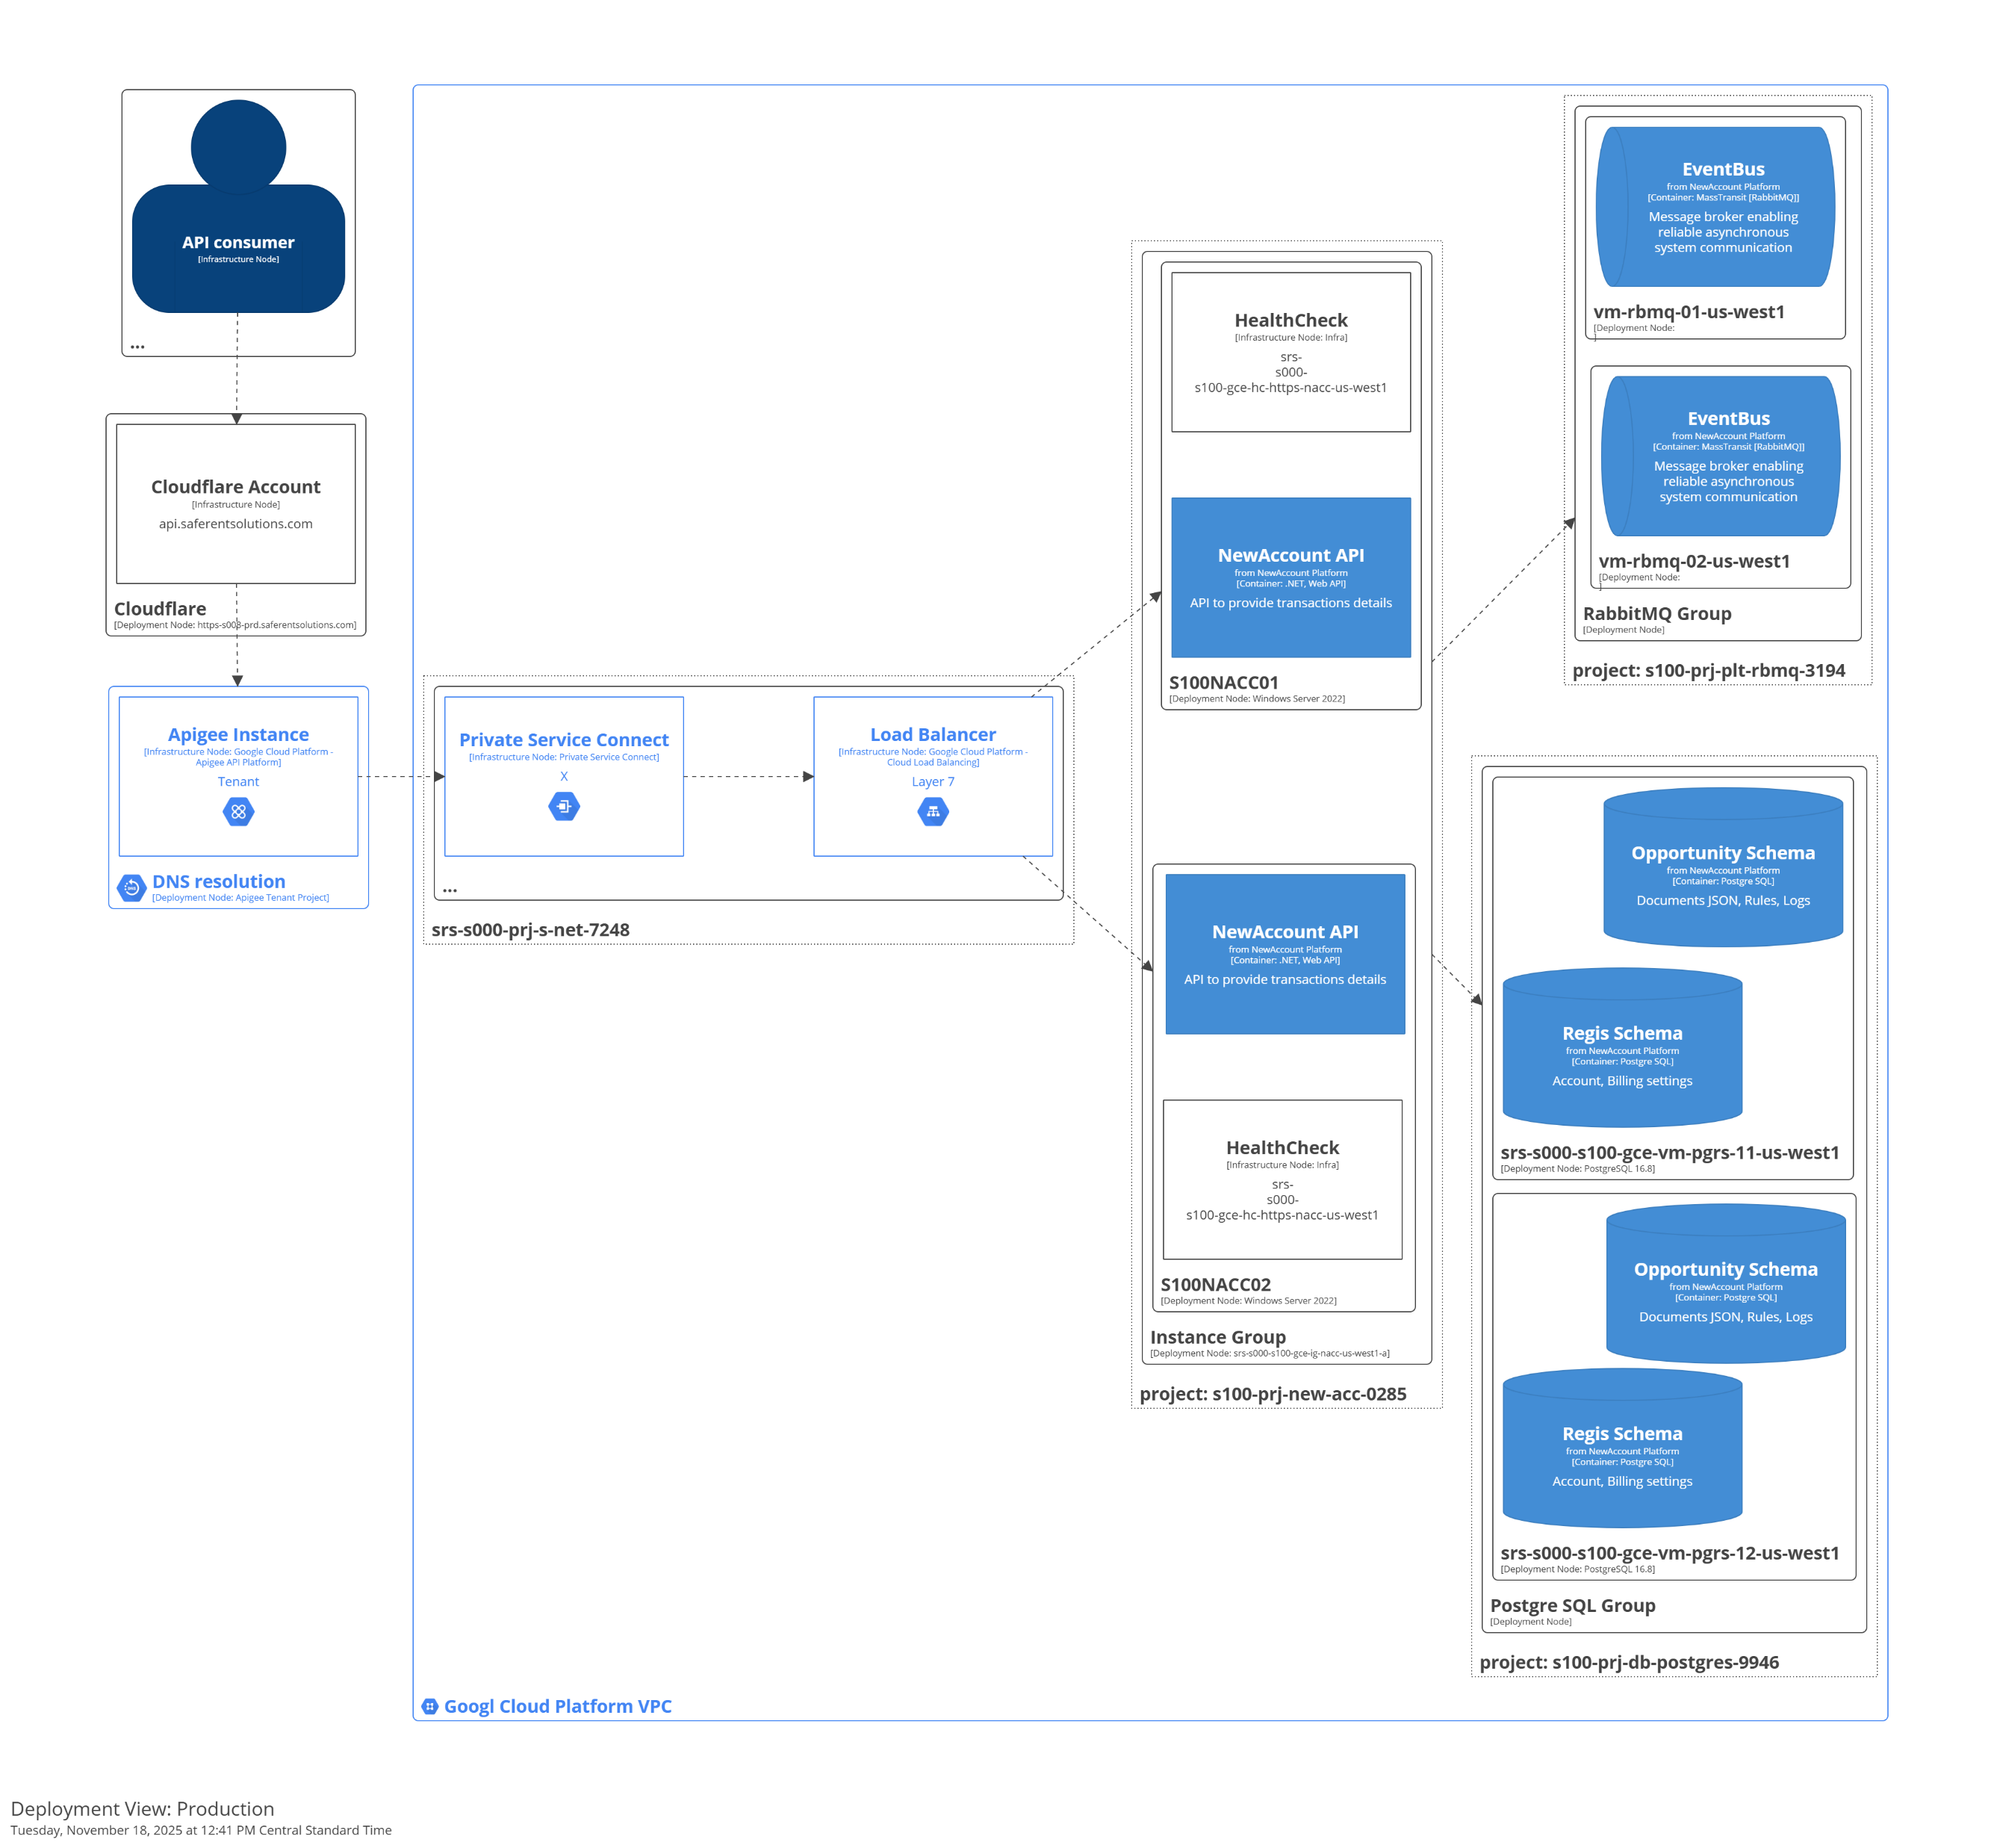 API consumer
[Infrastructure Node]
...
Cloudflare Account
[Infrastructure Node]
api.saferentsolutions.com
Cloudflare
[Deployment Node: https-s003-prd.saferentsolutions.com]
Apigee Instance
[Infrastructure Node: Google Cloud Platform -
Apigee API Platform]
Tenant
DNS resolution
[Deployment Node: Apigee Tenant Project]
Private Service Connect
[Infrastructure Node: Private Service Connect]
X
Load Balancer
[Infrastructure Node: Google Cloud Platform -
Cloud Load Balancing]
Layer 7
...
srs-s000-prj-s-net-7248
HealthCheck
[Infrastructure Node: Infra]
srs-
s000-
s100-gce-hc-https-nacc-us-west1
NewAccount API
from NewAccount Platform
[Container: .NET, Web API]
API to provide transactions details
S100NACC01
[Deployment Node: Windows Server 2022]
NewAccount API
from NewAccount Platform
[Container: .NET, Web API]
API to provide transactions details
HealthCheck
[Infrastructure Node: Infra]
srs-
s000-
s100-gce-hc-https-nacc-us-west1
S100NACC02
[Deployment Node: Windows Server 2022]
Instance Group
[Deployment Node: srs-s000-s100-gce-ig-nacc-us-west1-a]
project: s100-prj-new-acc-0285
EventBus
from NewAccount Platform
[Container: MassTransit [RabbitMQ]]
Message broker enabling
reliable asynchronous
system communication
vm-rbmq-01-us-west1
[Deployment Node:
]
EventBus
from NewAccount Platform
[Container: MassTransit [RabbitMQ]]
Message broker enabling
reliable asynchronous
system communication
vm-rbmq-02-us-west1
[Deployment Node:
]
RabbitMQ Group
[Deployment Node]
project: s100-prj-plt-rbmq-3194
Opportunity Schema
from NewAccount Platform
[Container: Postgre SQL]
Documents JSON, Rules, Logs
Regis Schema
from NewAccount Platform
[Container: Postgre SQL]
Account, Billing settings
srs-s000-s100-gce-vm-pgrs-11-us-west1
[Deployment Node: PostgreSQL 16.8]
Opportunity Schema
from NewAccount Platform
[Container: Postgre SQL]
Documents JSON, Rules, Logs
Regis Schema
from NewAccount Platform
[Container: Postgre SQL]
Account, Billing settings
srs-s000-s100-gce-vm-pgrs-12-us-west1
[Deployment Node: PostgreSQL 16.8]
Postgre SQL Group
[Deployment Node]
project: s100-prj-db-postgres-9946
Googl Cloud Platform VPC
Deployment View: Production
Tuesday, November 18, 2025 at 12:41 PM Central Standard Time